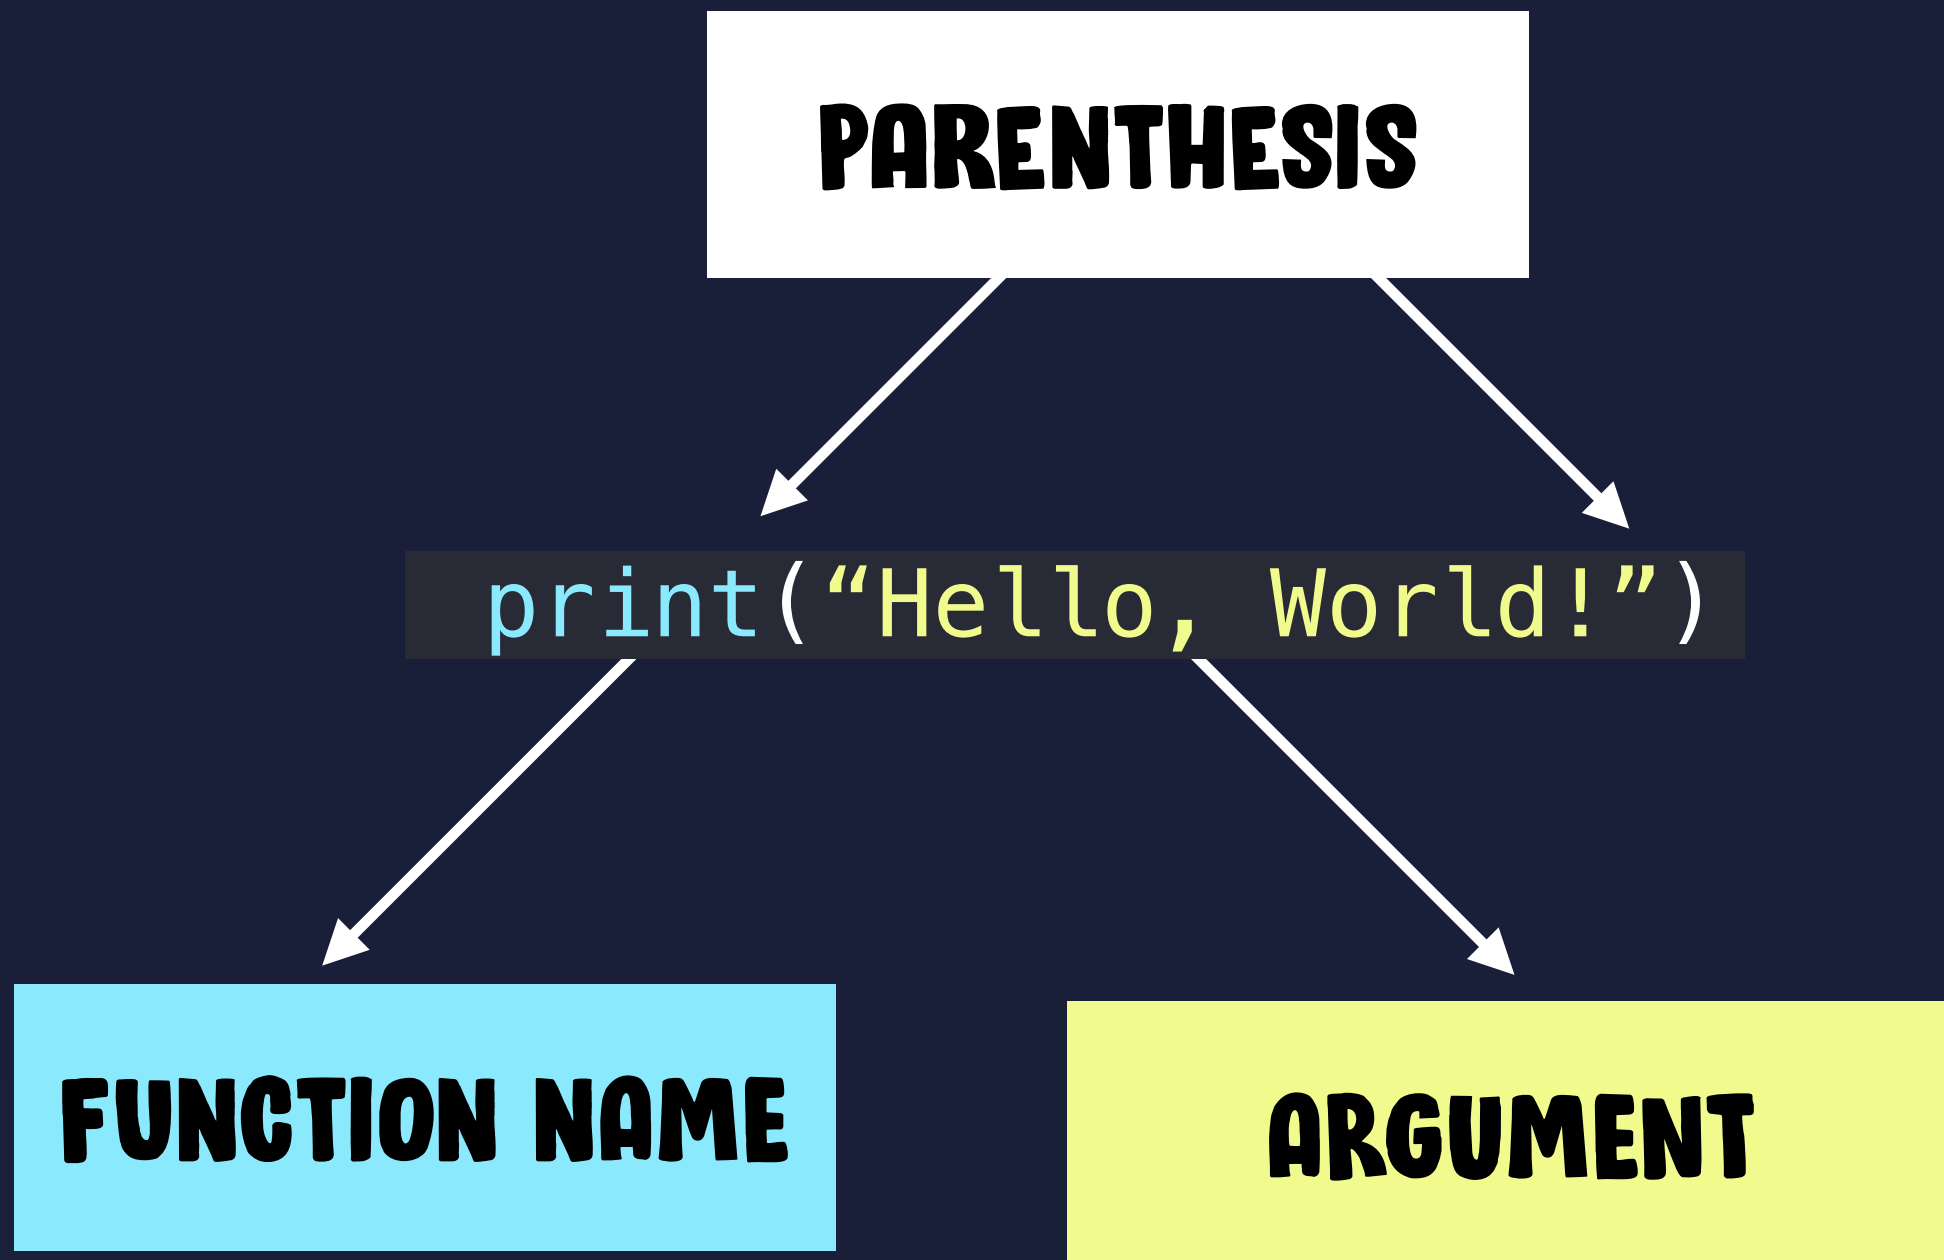 PARENTHESIS
print(“Hello, World!”)
FUNCTION NAME
ARGUMENT